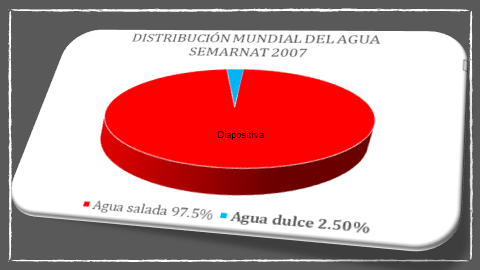 DISTRIBUCIÓN MUNDIAL DEL AGUA
SEMARNAT 2007
Diapositiva
Agua salada 97.5% Agua dulce 2.50%